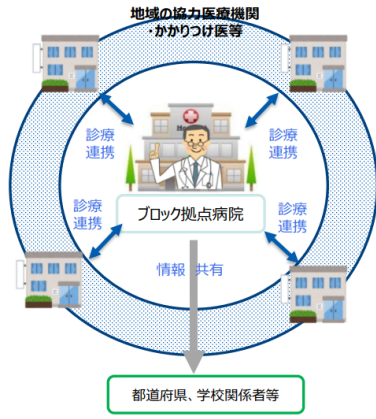 地域の協力医療機関
・かかりつけ医等
診療
連携
診療
連携
診療
連携
診療
連携
ブロック拠点病院
情報 共有
都道府県、学校関係者等